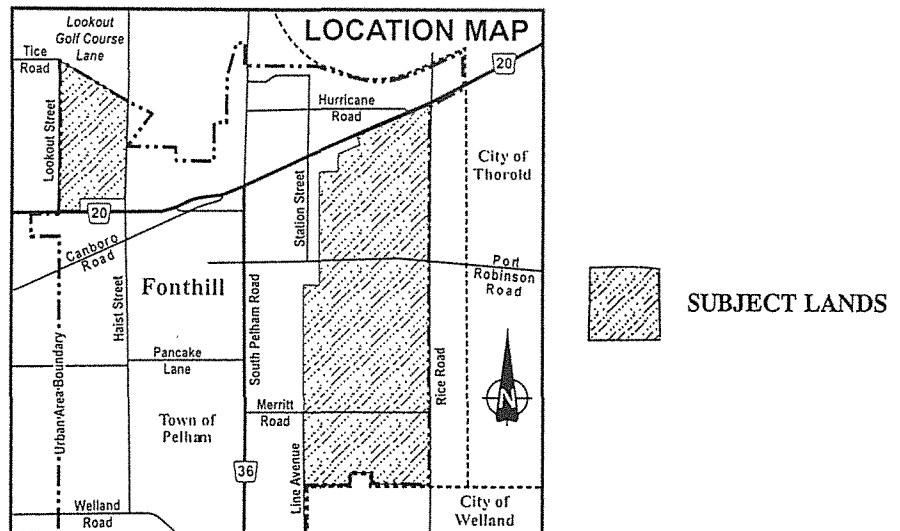 LOCATION MAP
Lookout
Golf Course
Lane
Tice
Road
20
Hurricane
Road
Lookout Street
City of
Thorold
Station Street
20
Canboro
Road
Port
Robinson
Road
Fonthill
Haist Street
South Pelham Road
SUBJECT LANDS
Urban Area Boundary
Pancake
Lane
Rice Road
N
Merritt
Road
Town of
Pelham
Line Avenue
36
Welland
Road
City of
Welland